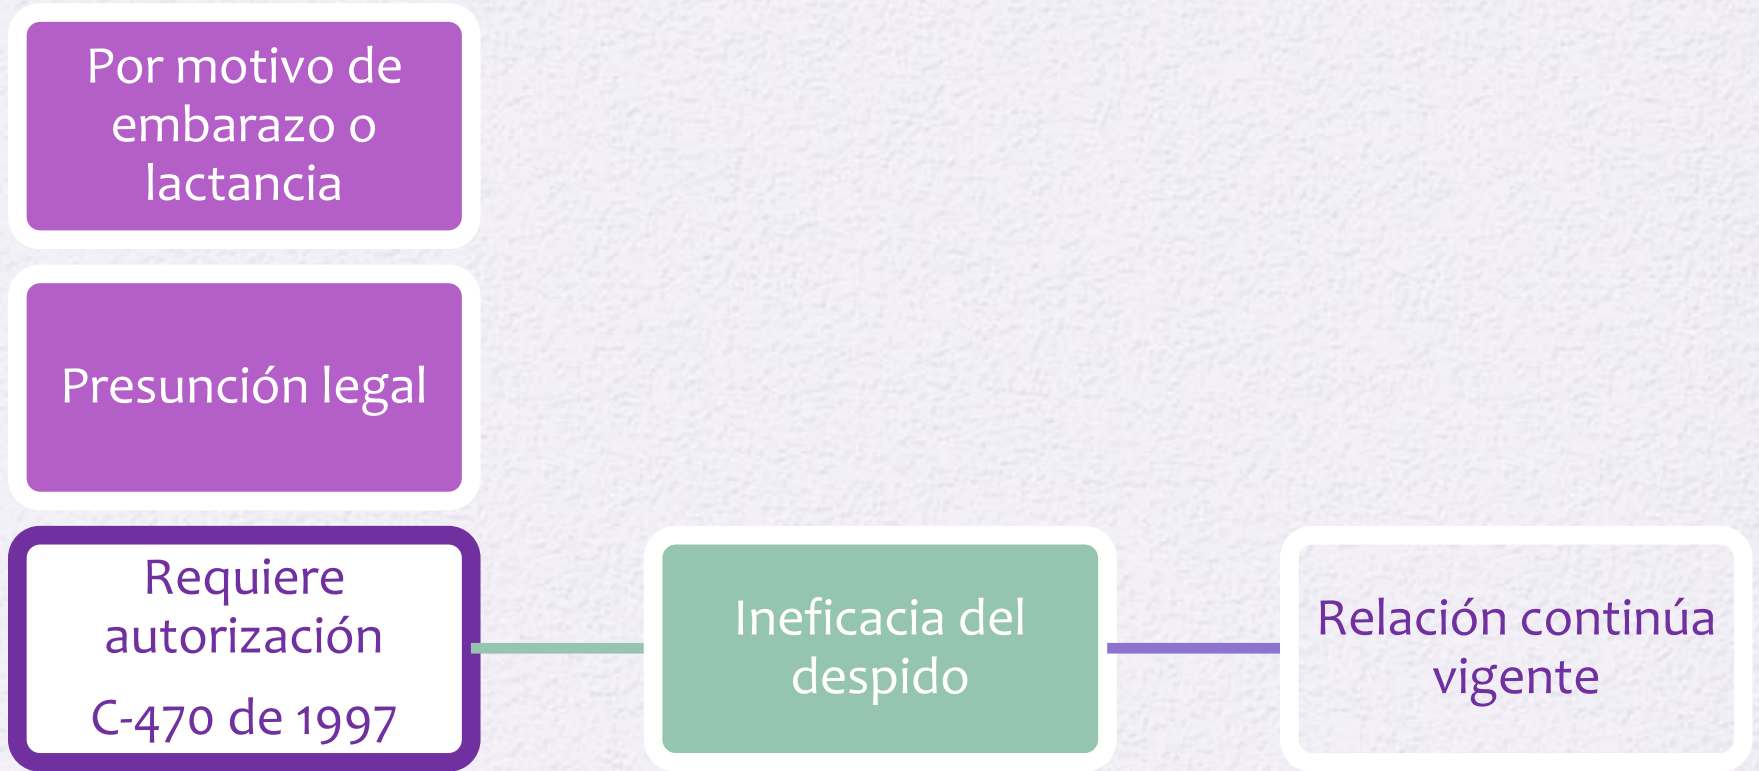 Por motivo de
embarazo o
lactancia
Presunción legal
Requiere
autorización
C-470 de 1997
Ineficacia del
despido
Relación continúa
vigente